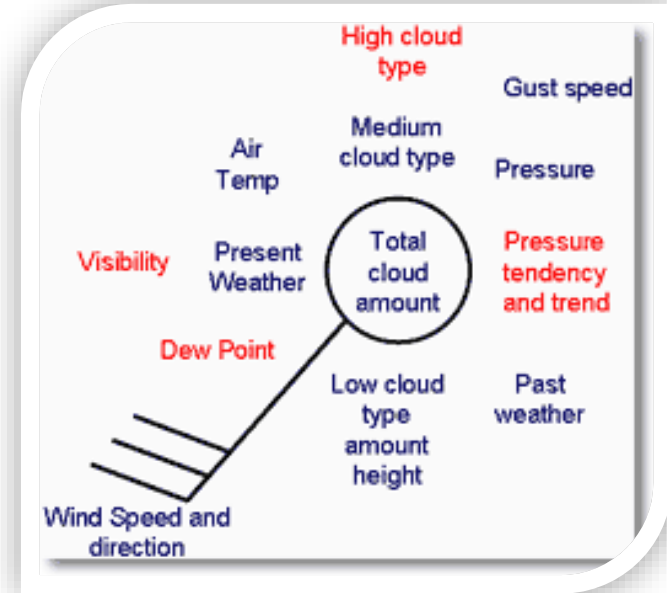 High cloud
type
Gust speed
Medium
cloud type
Air
Temp
Pressure
Visibility
Present
Weather
Total
cloud
amount
Pressure
tendency
and trend
Dew Point
Low cloud
type
amount
height
Past
weather
Wind Speed and
direction